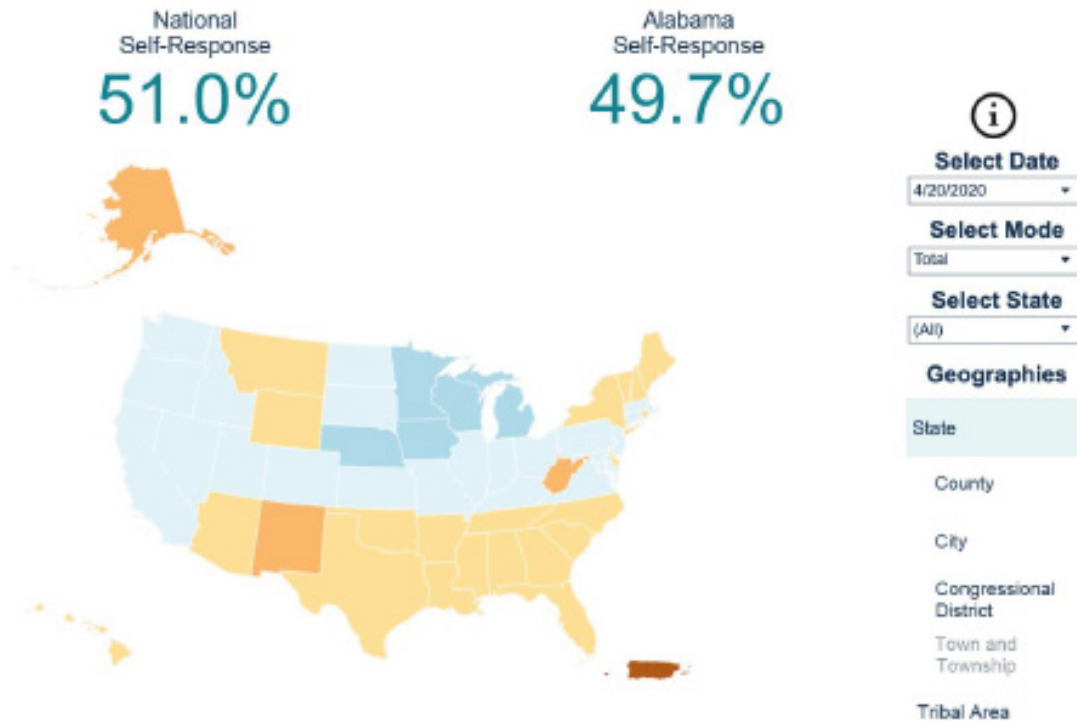 National
Self-Response
51.0%
Alabama
Self-Response
49.7%
i
Select Date
4/20/2020
Select Mode
Total
Select State
(All)
Geographies
State
County
City
Congressional
District
Town and
Township
Tribal Area